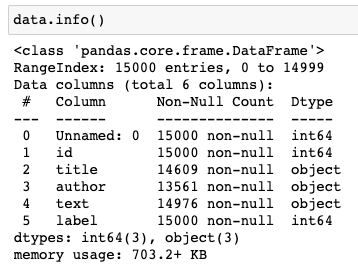 data.info()
<class 'pandas.core.frame.DataFrame'>
RangeIndex: 15000 entries, 0 to 14999
Data columns (total 6 columns):
 #   Column      Non-Null Count  Dtype
---  ------      --------------  -----
 0   Unnamed: 0  15000 non-null  int64
 1   id          15000 non-null  int64
 2   title       14609 non-null  object
 3   author      13561 non-null  object
 4   text        14976 non-null  object
 5   label       15000 non-null  int64
dtypes: int64(3), object(3)
memory usage: 703.2+ KB